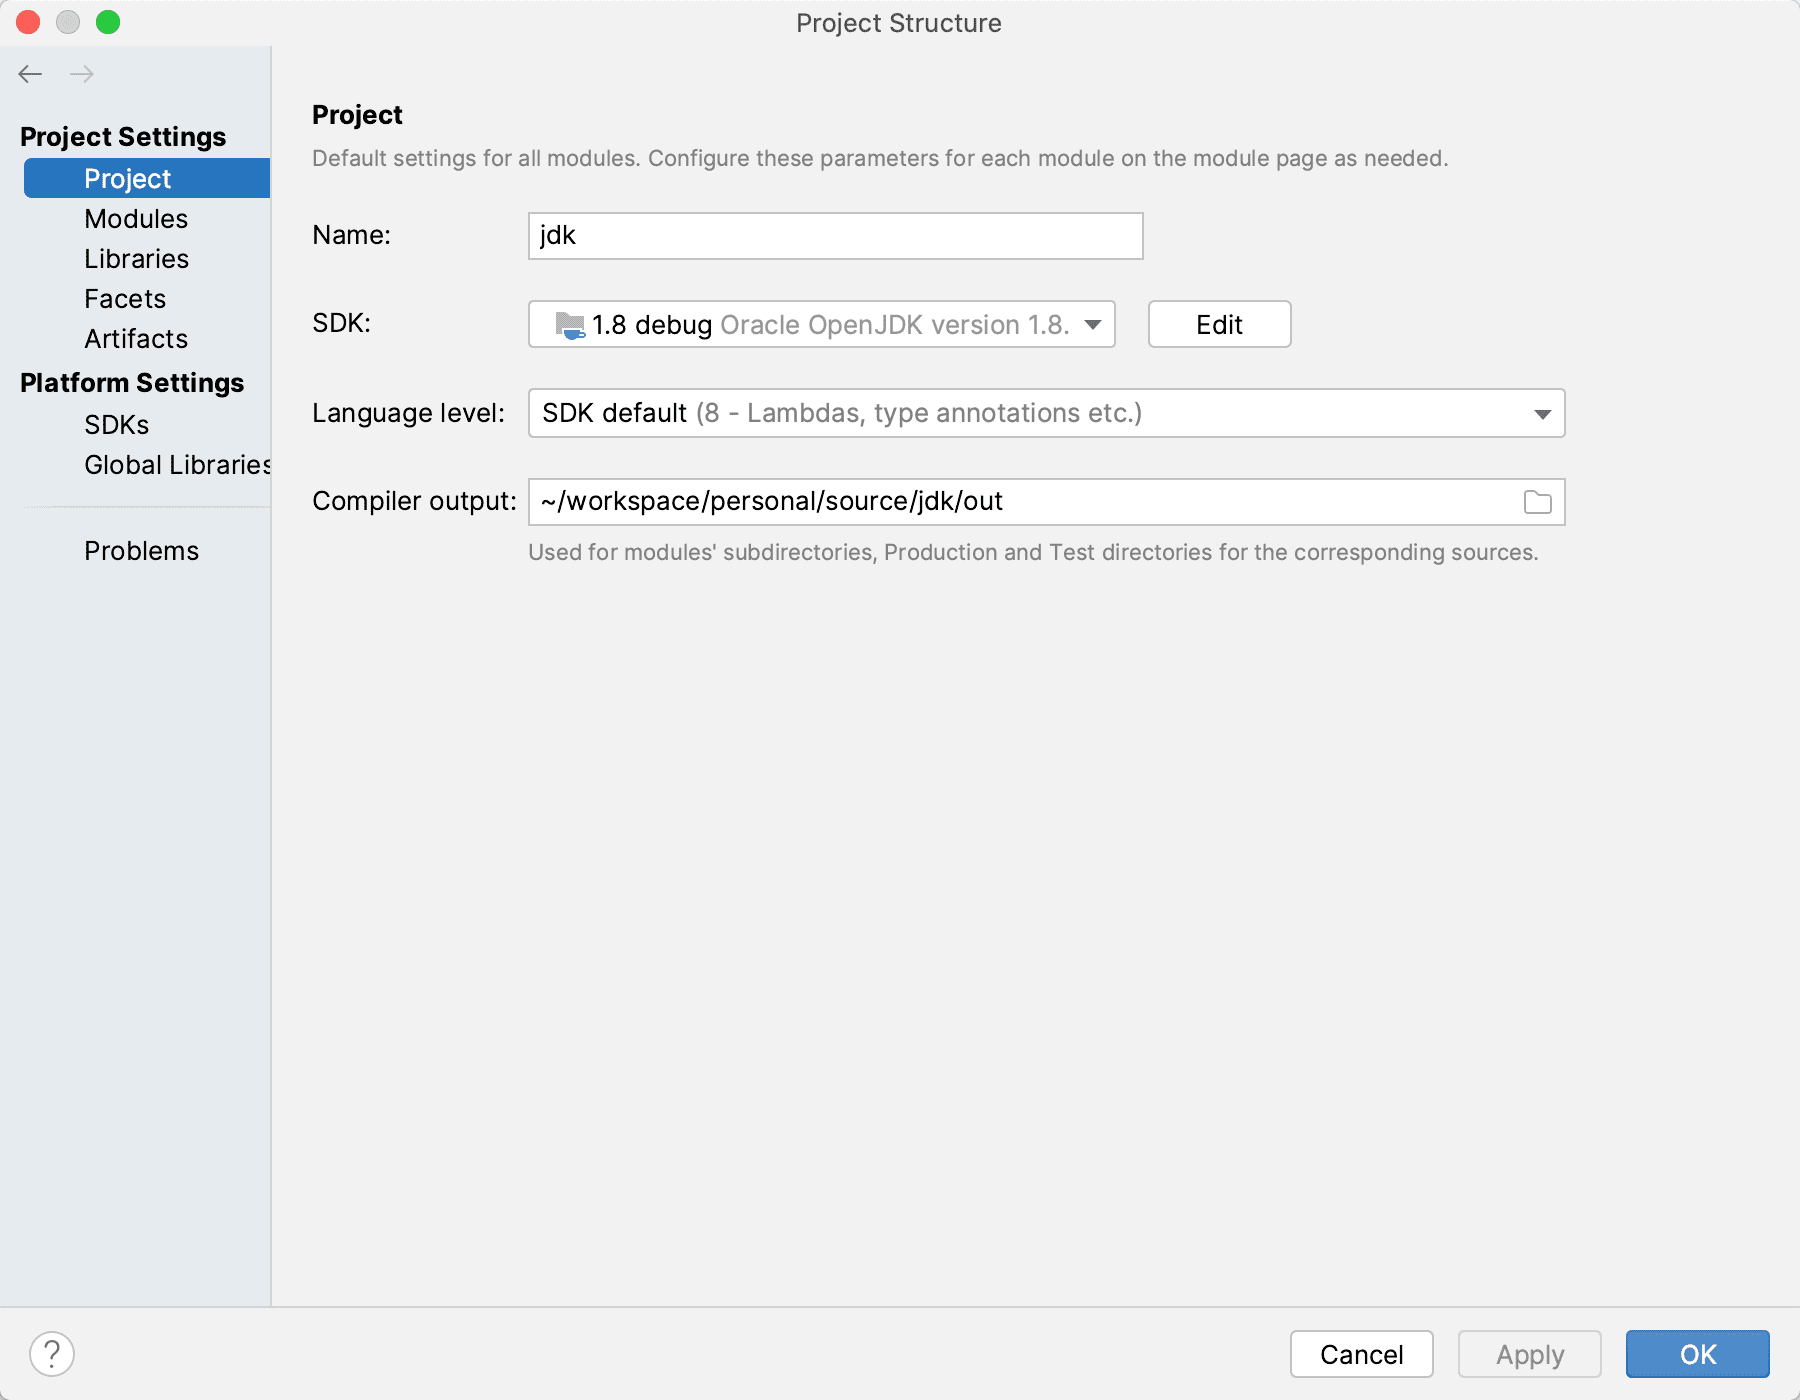 Project Structure
Project Settings
Project
Modules
Libraries
Facets
Artifacts
Platform Settings
SDKs
Global Libraries
Problems
Project
Default settings for all modules. Configure these parameters for each module on the module page as needed.
Name: jdk
SDK: 1.8 debug Oracle OpenJDK version 1.8. Edit
Language level: SDK default (8 - Lambdas, type annotations etc.)
Compiler output: ~/workspace/personal/source/jdk/out
Used for modules' subdirectories, Production and Test directories for the corresponding sources.
? Cancel Apply OK